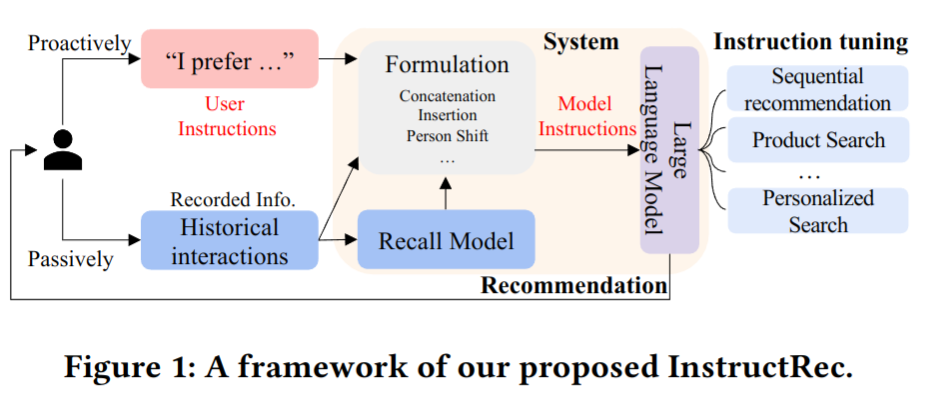 Proactively
“I prefer ...”
User
Instructions
Passively
Recorded Info.
Historical
interactions
System
Formulation
Concatenation
Insertion
Person Shift
...
Recall Model
Model
Instructions
Large
Language Model
Recommendation
Instruction tuning
Sequential
recommendation
Product Search
...
Personalized
Search
Figure 1: A framework of our proposed InstructRec.